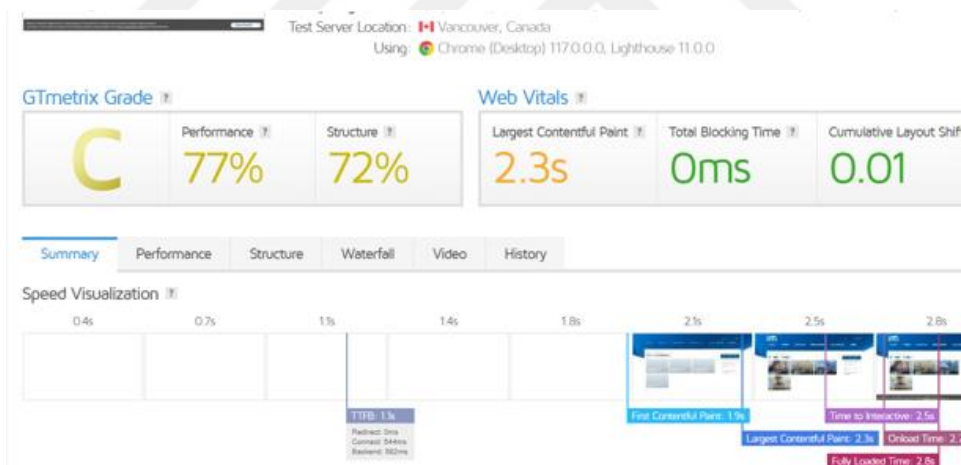 Test Server Location: Vancouver, Canada
Using: Chrome (Desktop) 117.0.0.0, Lighthouse 11.0.0
GTmetrix Grade ?
Web Vitals ?
C
Performance ?
77%
Structure ?
72%
Largest Contentful Paint ?
2.3s
Total Blocking Time ?
0ms
Cumulative Layout Shif
0.01
Summary Performance Structure Waterfall Video History
Speed Visualization ?
0.4s 0.7s 1.1s 1.4s 1.8s 2.1s 2.5s 2.8s
TTFB: 1.1s
Redirect: 0ms
Connect: 544ms
First Contentful Paint: 1.9s
Time to Interactive: 2.5s
Largest Contentful Paint: 2.3s
Onload Time: 2.
Fully Loaded Time: 2.8s